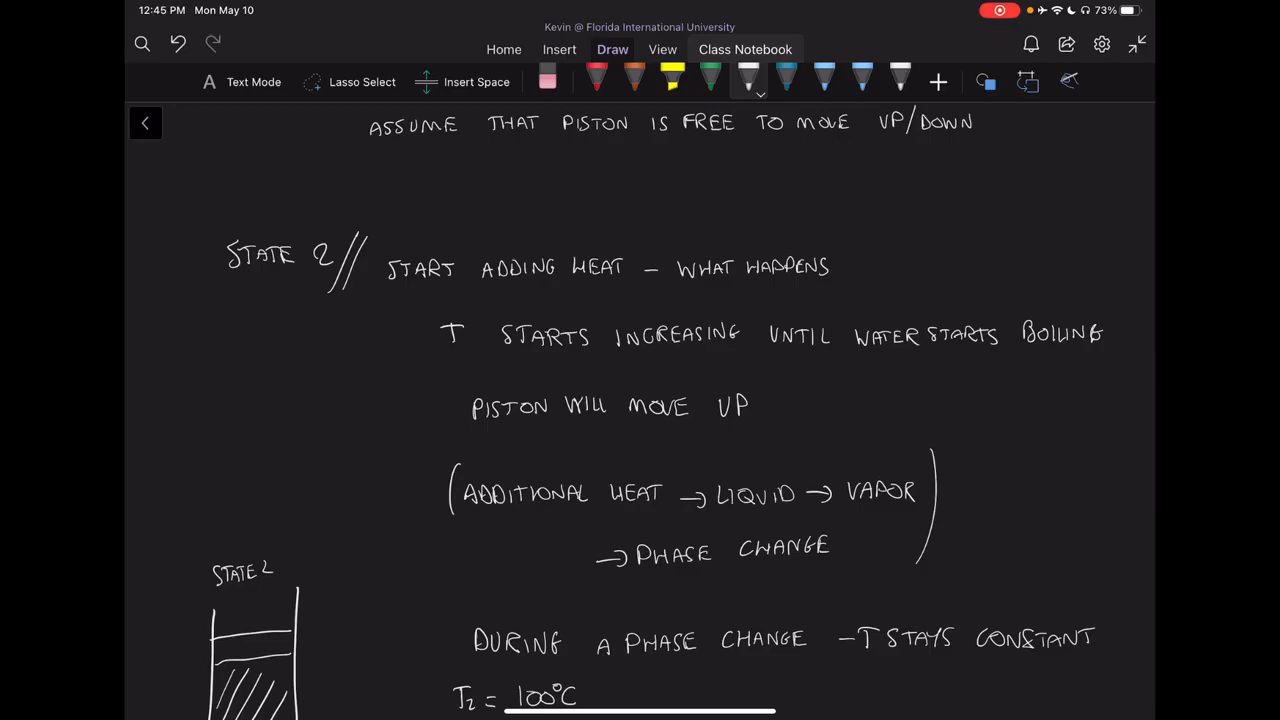 12:45 PM Mon May 10
73%
Kevin @ Florida International University
Home Insert Draw View Class Notebook
Text Mode Lasso Select Insert Space
ASSUME THAT PISTON IS FREE TO MOVE UP/DOWN
STATE 2// START ADDING HEAT - WHAT HAPPENS
T STARTS INCREASING UNTIL WATER STARTS BOILING
PISTON WILL MOVE UP
(ADDITIONAL HEAT → LIQUID → VAPOR
→ PHASE CHANGE)
STATE 2
DURING A PHASE CHANGE - T STAYS CONSTANT
T2 = 100°C